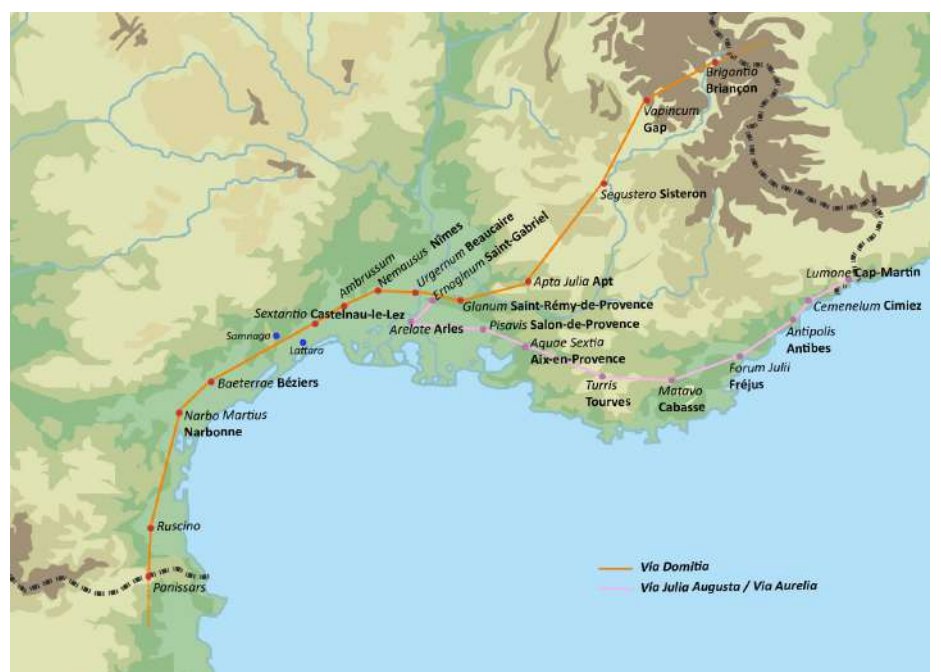 Brigantio
Briançon
Vapincum
Gap
Segustero Sisteron
Nemausus Nîmes
Urgernum Beaucaire
Ernaginum Saint-Gabriel
Ambrussum
Lumone Cap-Martin
Apta Julia Apt
Cemenelum Cimiez
Glanum Saint-Rémy-de-Provence
Sextantio Castelnau-le-Lez
Arelate Arles
Pisavis Salon-de-Provence
Antipolis
Antibes
Samnaga
Lattara
Aquae Sextia
Aix-en-Provence
Forum Julii
Fréjus
Baeterrae Béziers
Turris
Tourves
Matavo
Cabasse
Narbo Martius
Narbonne
Ruscino
Panissars
Via Domitia
Via Julia Augusta / Via Aurelia